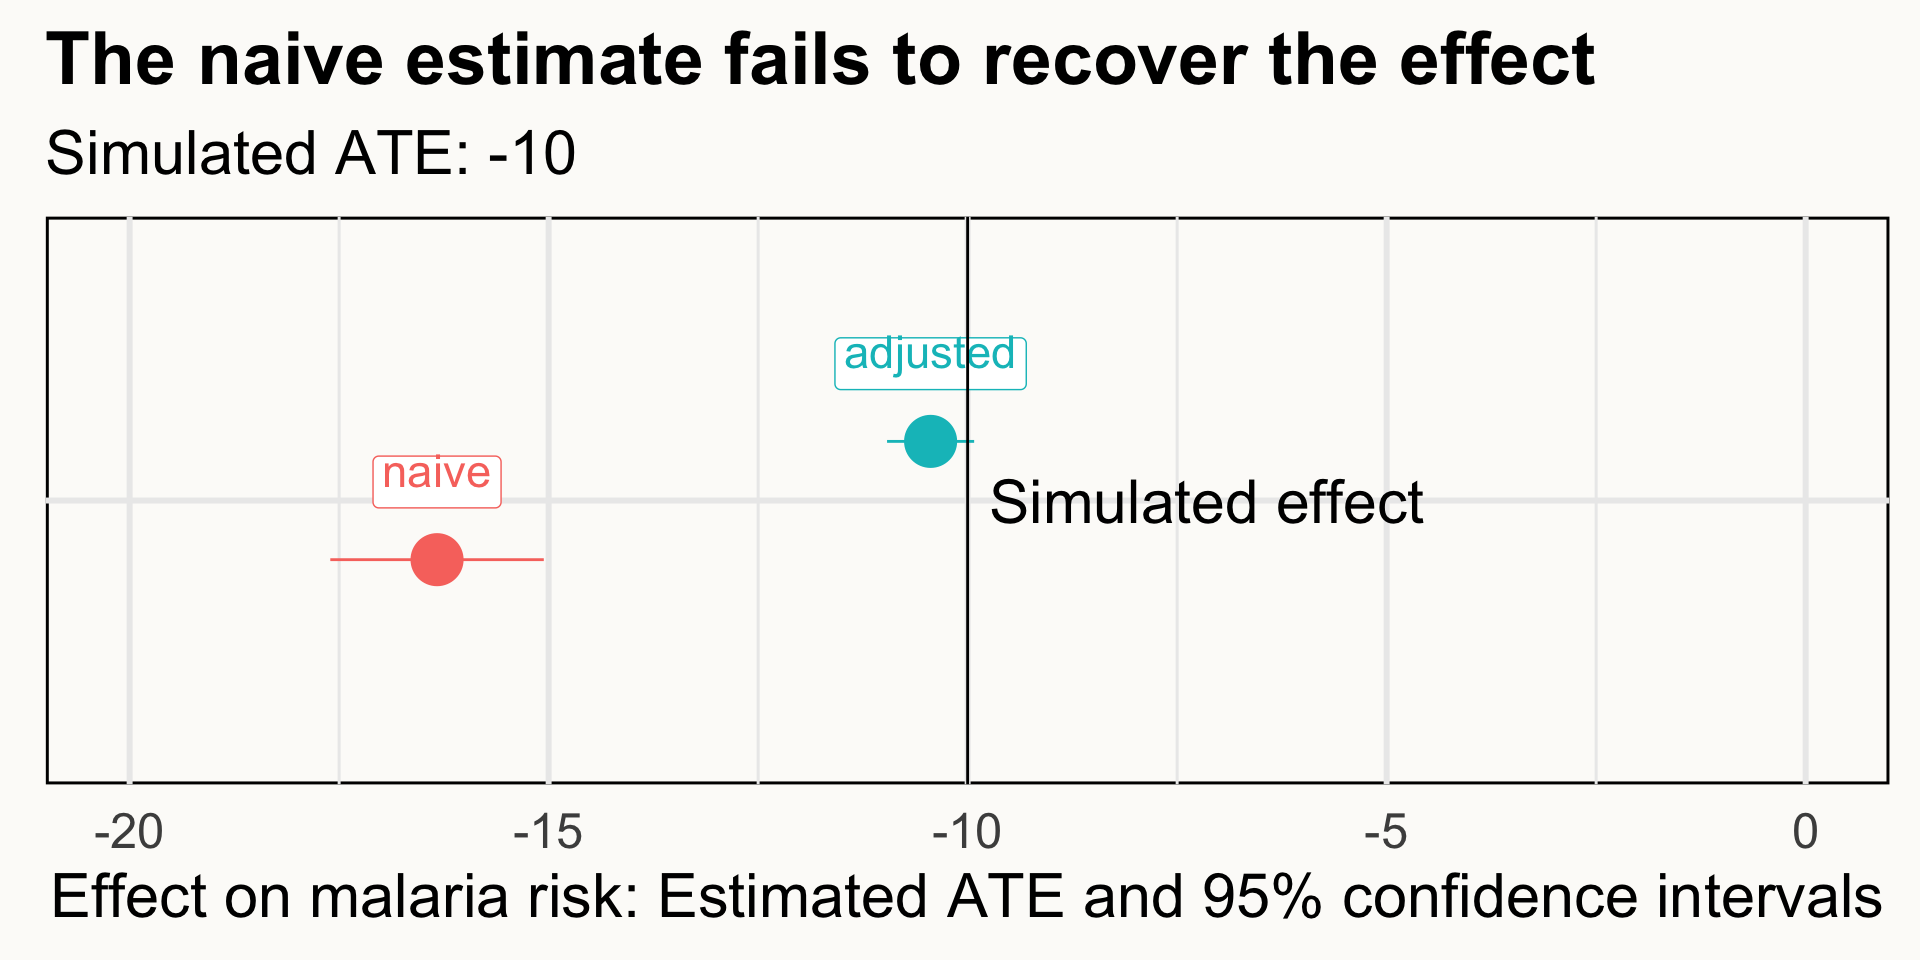 The naive estimate fails to recover the effect
Simulated ATE: -10
adjusted
naive
Simulated effect
-20 -15 -10 -5 0
Effect on malaria risk: Estimated ATE and 95% confidence intervals